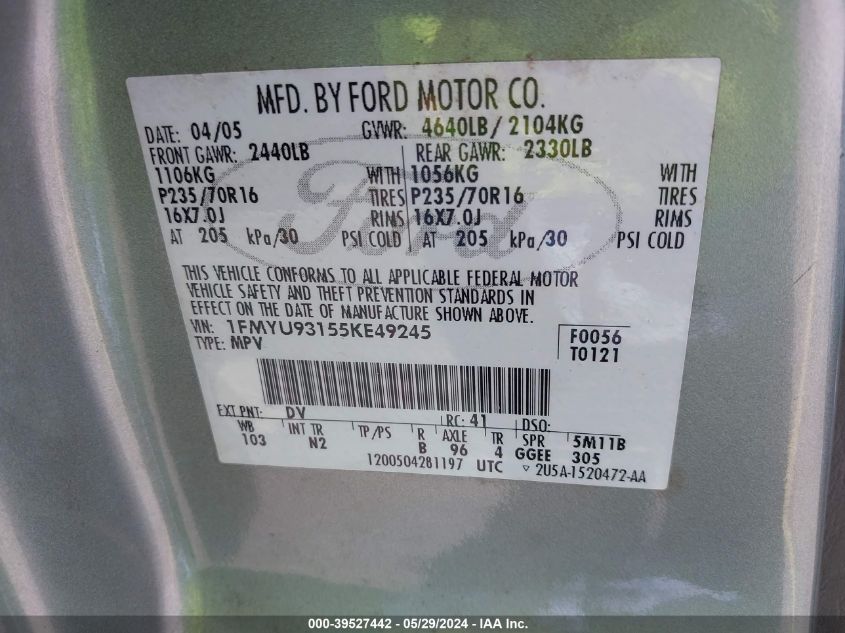 MFD. BY FORD MOTOR CO.
DATE: 04/05 GVWR: 4640LB/ 2104KG
FRONT GAWR: 2440LB REAR GAWR: 2330LB
1106KG WITH 1056KG WITH
P235/70R16 TIRES P235/70R16 TIRES
16X7.0J RIMS 16X7.0J RIMS
AT 205 kPa/30 PSI COLD AT 205 kPa/30 PSI COLD
Ford
THIS VEHICLE CONFORMS TO ALL APPLICABLE FEDERAL MOTOR
VEHICLE SAFETY AND THEFT PREVENTION STANDARDS IN
EFFECT ON THE DATE OF MANUFACTURE SHOWN ABOVE.
VIN: 1FMYU93155KE49245
TYPE: MPV
F0056
T0121
EXT PNT: DV RC: 41 DSO:
WB INT TR TP/PS R AXLE TR SPR 5M11B
103 N2 B 96 4 GGEE 305
1200504281197 UTC ▽ 2U5A-1520472-AA
000-39527442 - 05/29/2024 - IAA Inc.